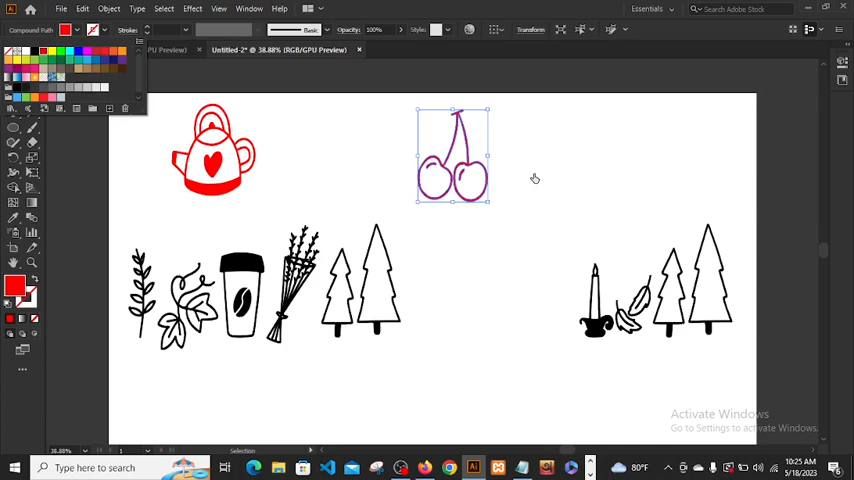 File Edit Object Type Select Effect View Window Help
Essentials
Search Adobe Stock
Compound Path
Stroke:
Basic
Opacity: 100%
Style:
Transform
PU Preview) ×
Untitled-2* @ 38.88% (RGB/GPU Preview) ×
Activate Windows
Go to Settings to activate Windows.
38.88%
1
Selection
Type here to search
80°F
10:25 AM
5/18/2023